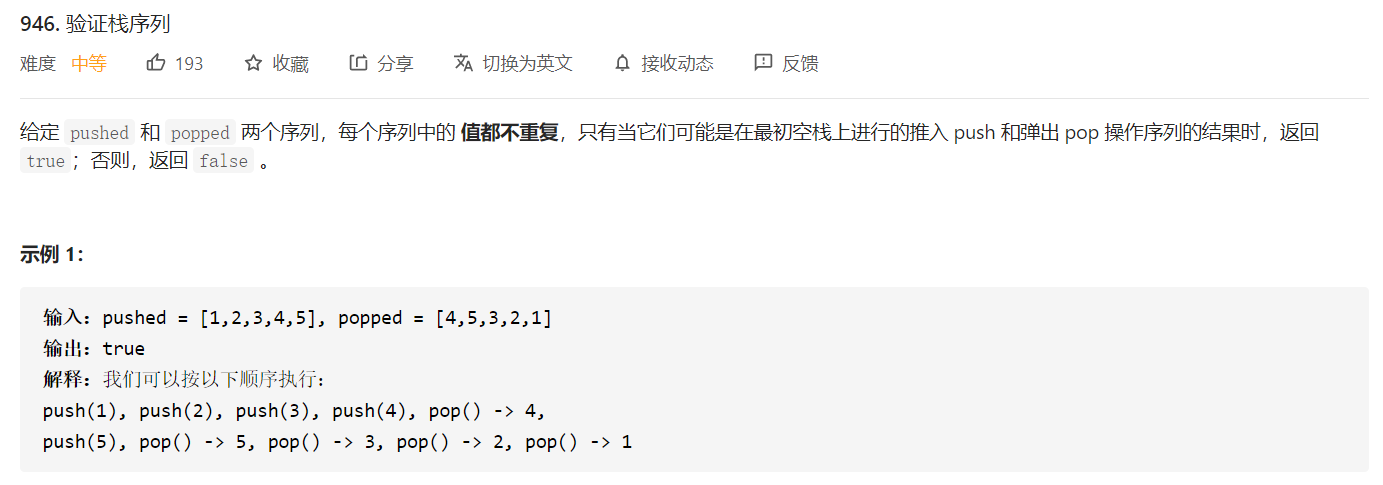 946. 验证栈序列
难度 中等 193 收藏 分享 切换为英文 接收动态 反馈
给定 pushed 和 popped 两个序列，每个序列中的 值都不重复，只有当它们可能是在最初空栈上进行的推入 push 和弹出 pop 操作序列的结果时，返回
true；否则，返回 false 。
示例 1：
输入：pushed = [1,2,3,4,5], popped = [4,5,3,2,1]
输出：true
解释：我们可以按以下顺序执行：
push(1), push(2), push(3), push(4), pop() -> 4,
push(5), pop() -> 5, pop() -> 3, pop() -> 2, pop() -> 1